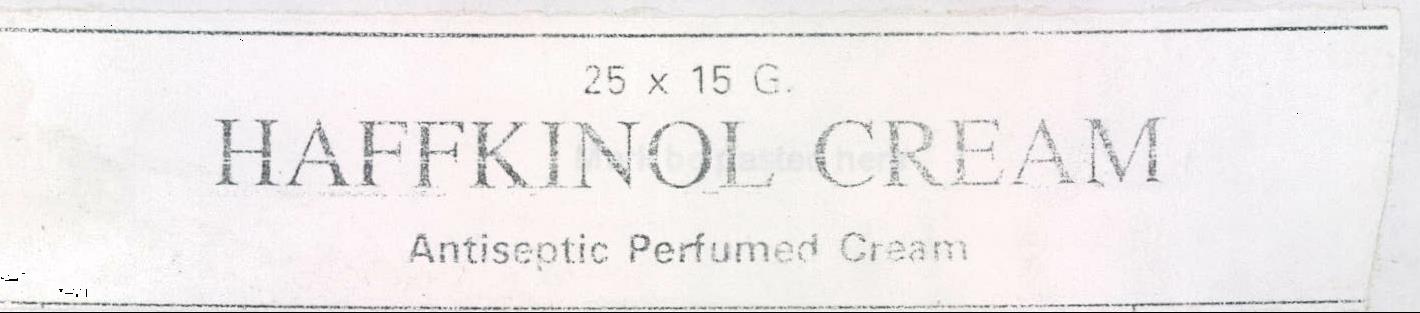 25 x 15 G.
HAFFKINOL CREAM
Antiseptic Perfumed Cream